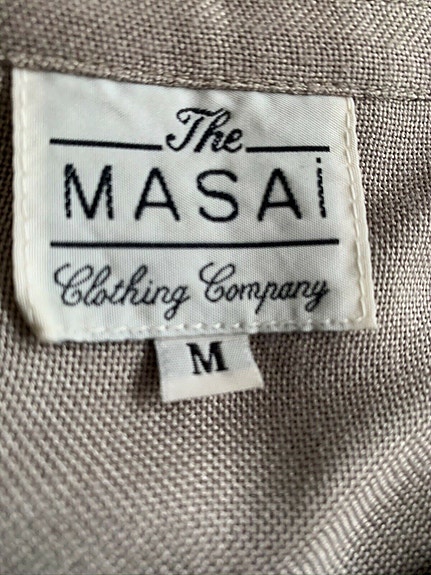 The
MASAi
Clothing Company
M